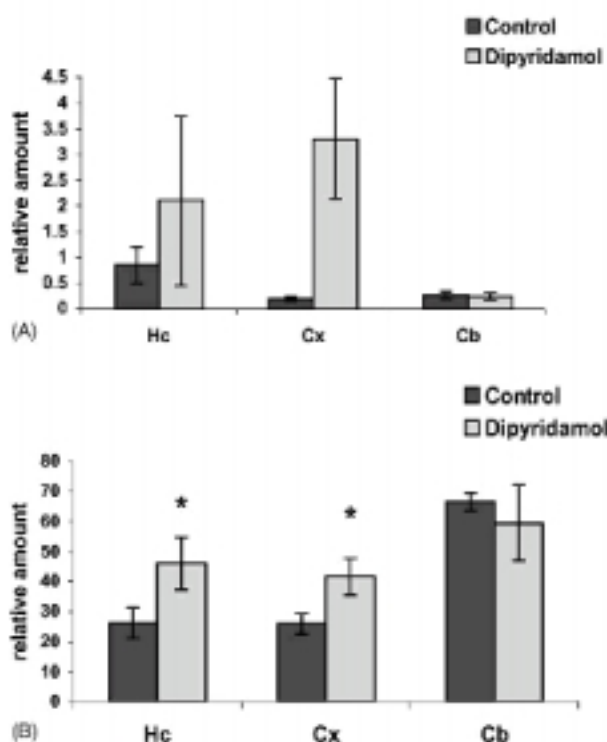 Control
Dipyridamol
4.5
4
3.5
3
2.5
2
1.5
1
0.5
0
relative amount
Hc Cx Cb
(A)
Control
Dipyridamol
80
70
60
50
40
30
20
10
0
relative amount
* *
Hc Cx Cb
(B)